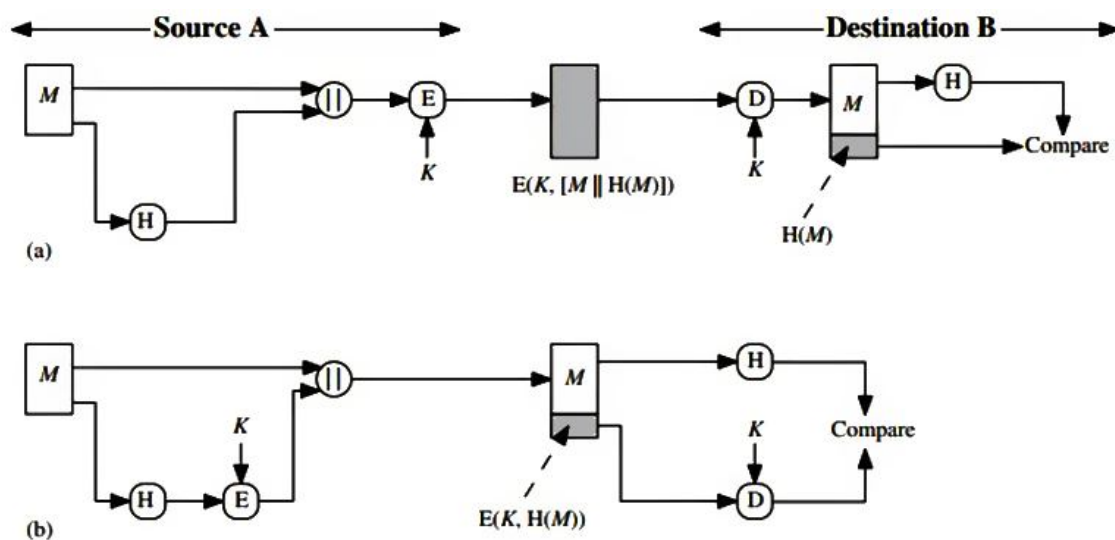 Source A
Destination B
M
||
E
D
M
H
K
K
Compare
E(K, [M || H(M)])
H
H(M)
(a)
M
||
M
H
K
K
Compare
H
E
D
E(K, H(M))
(b)